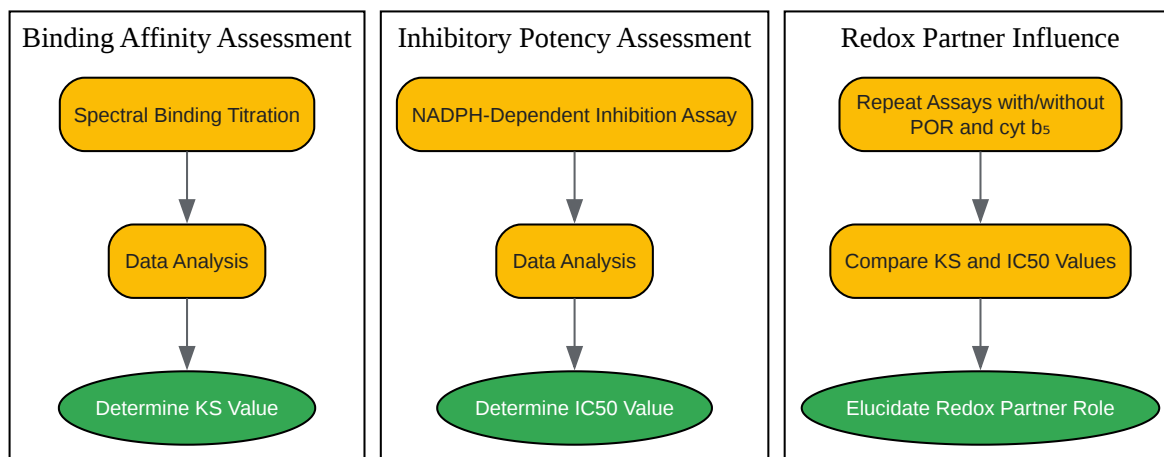 Binding Affinity Assessment
Spectral Binding Titration
Data Analysis
Determine KS Value
Inhibitory Potency Assessment
NADPH-Dependent Inhibition Assay
Data Analysis
Determine IC50 Value
Redox Partner Influence
Repeat Assays with/without
POR and cyt b₅
Compare KS and IC50 Values
Elucidate Redox Partner Role